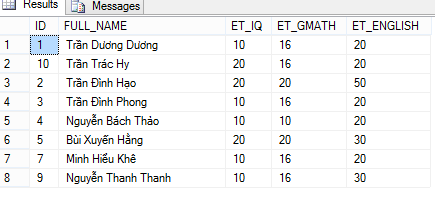 Results Messages
ID FULL_NAME ET_IQ ET_GMATH ET_ENGLISH
1 1 Trần Dương Dương 10 16 20
2 10 Trần Trác Hy 20 16 20
3 2 Trần Đình Hạo 20 20 50
4 3 Trần Đình Phong 10 16 20
5 4 Nguyễn Bách Thảo 10 10 20
6 5 Bùi Xuyến Hằng 20 20 30
7 7 Minh Hiểu Khê 10 16 20
8 9 Nguyễn Thanh Thanh 10 16 30